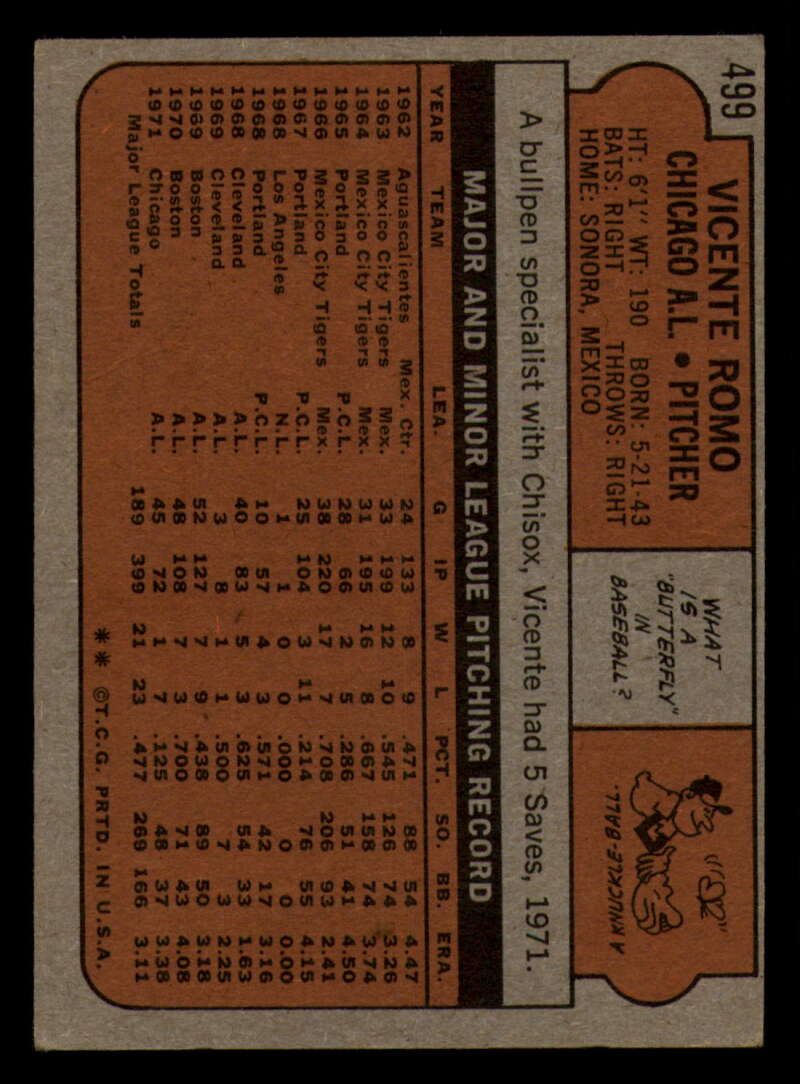 499
VICENTE ROMO
CHICAGO A.L. • PITCHER
HT: 6'1" WT: 190 BORN: 5-21-43
BATS: RIGHT THROWS: RIGHT
HOME: SONORA, MEXICO
WHAT
IS A
"BUTTERFLY"
IN
BASEBALL?
A KNUCKLE-BALL.
A bullpen specialist with Chisox, Vicente had 5 Saves, 1971.
MAJOR AND MINOR LEAGUE PITCHING RECORD
YEAR TEAM LEA. G IP W L PCT. SO. BB. ERA.
1962 Aguascalientes Mex. Ctr. 24 133 8 9 .471 88 54 4.47
1963 Mexico City Tigers Mex. 33 199 12 10 .545 126 74 3.26
1964 Mexico City Tigers Mex. 31 195 16 8 .667 158 74 3.74
1965 Portland P.C.L. 28 66 2 5 .286 51 41 4.50
1966 Mexico City Tigers Mex. 38 220 17 7 .708 206 93 2.41
1967 Portland P.C.L. 25 104 3 11 .214 76 55 4.15
1968 Los Angeles N.L. 1 1 0 0 .000 0 0 0.00
1968 Portland P.C.L. 10 57 4 3 .571 42 17 3.16
1968 Cleveland A.L. 40 83 5 3 .625 54 33 1.63
1969 Cleveland A.L. 3 8 1 1 .500 7 3 2.25
1969 Boston A.L. 52 127 7 9 .438 89 50 3.18
1970 Boston A.L. 48 108 7 3 .700 71 43 4.08
1971 Chicago A.L. 45 72 1 7 .125 48 37 3.38
Major League Totals 189 399 21 23 .477 269 166 3.11
** ©T.C.G. PRTD. IN U.S.A.